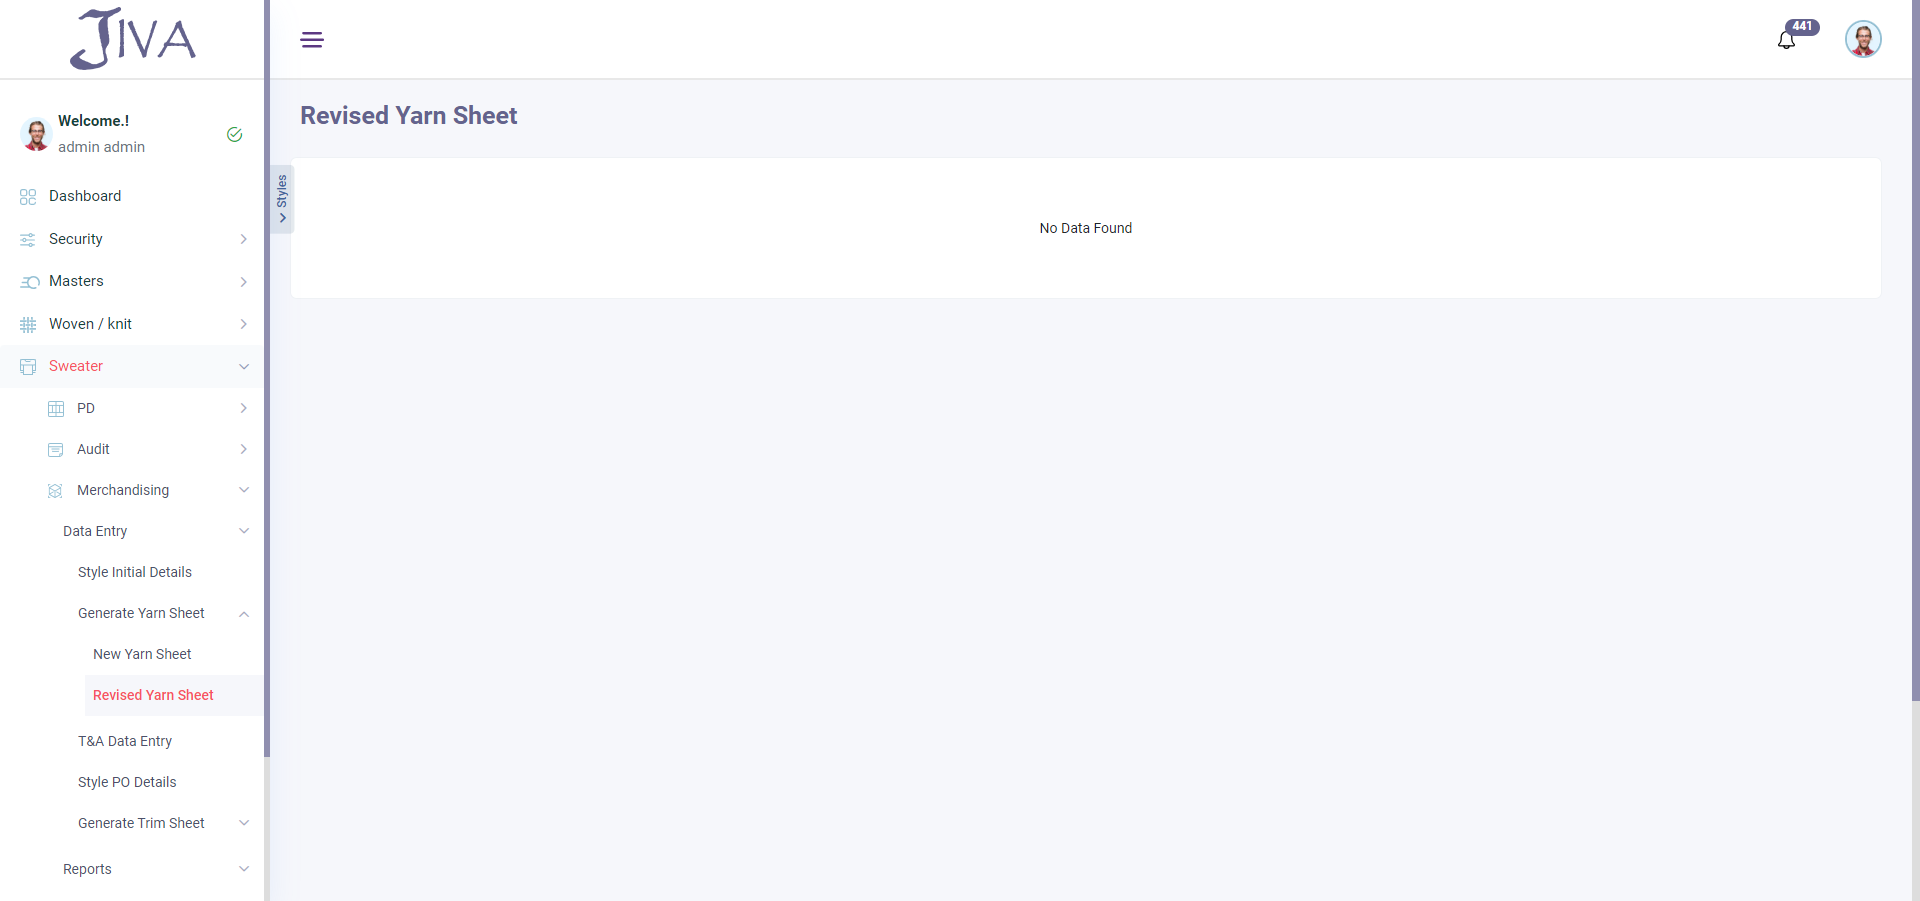 JIVA
441
Welcome.!
admin admin
Dashboard
Security
Masters
Woven / knit
Sweater
PD
Audit
Merchandising
Data Entry
Style Initial Details
Generate Yarn Sheet
New Yarn Sheet
Revised Yarn Sheet
T&A Data Entry
Style PO Details
Generate Trim Sheet
Reports
Revised Yarn Sheet
Styles
No Data Found